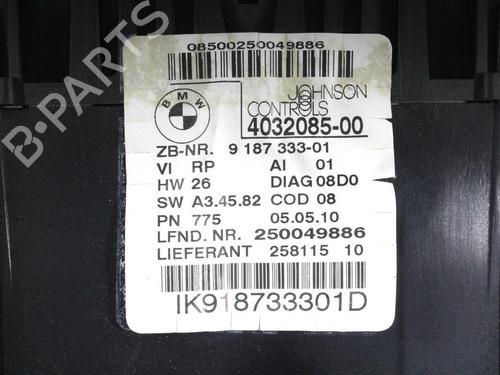 B-PARTS
08500250049886
BMW
JOHNSON
CONTROLS
4032085-00
ZB-NR. 9 187 333-01
VI RP AI 01
HW 26 DIAG 08D0
SW A3.45.82 COD 08
PN 775 05.05.10
LFND. NR. 250049886
LIEFERANT 258115 10
IK918733301D